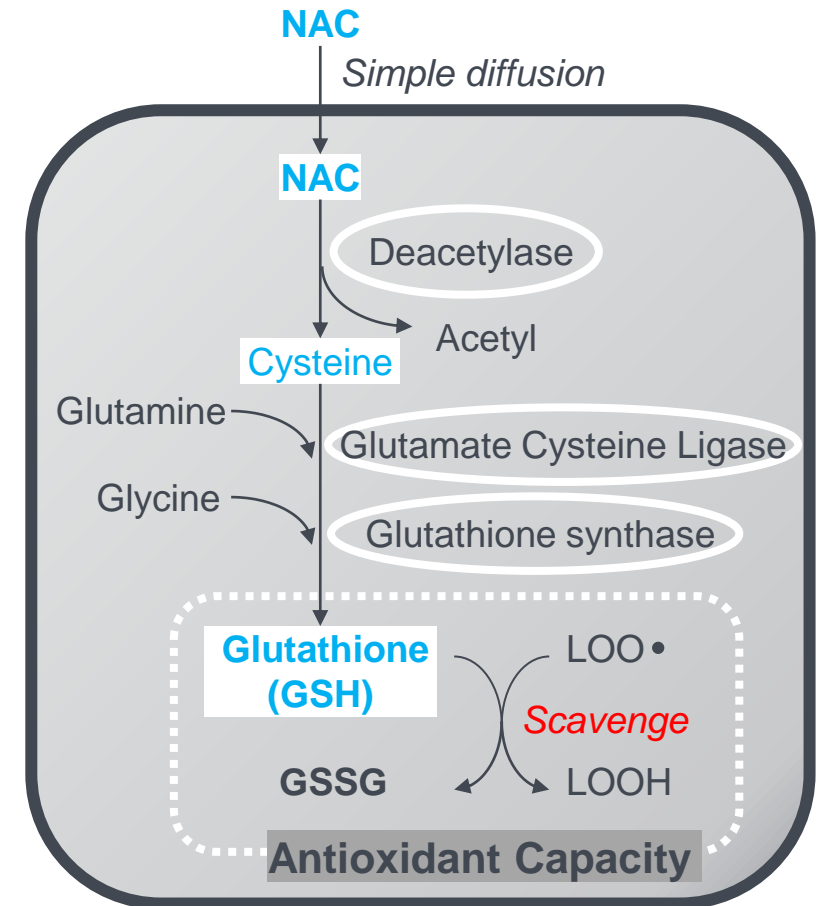 NAC
Simple diffusion
NAC
Deacetylase
Acetyl
Cysteine
Glutamine
Glutamate Cysteine Ligase
Glycine
Glutathione synthase
Glutathione
(GSH)
LOO•
Scavenge
GSSG
LOOH
Antioxidant Capacity